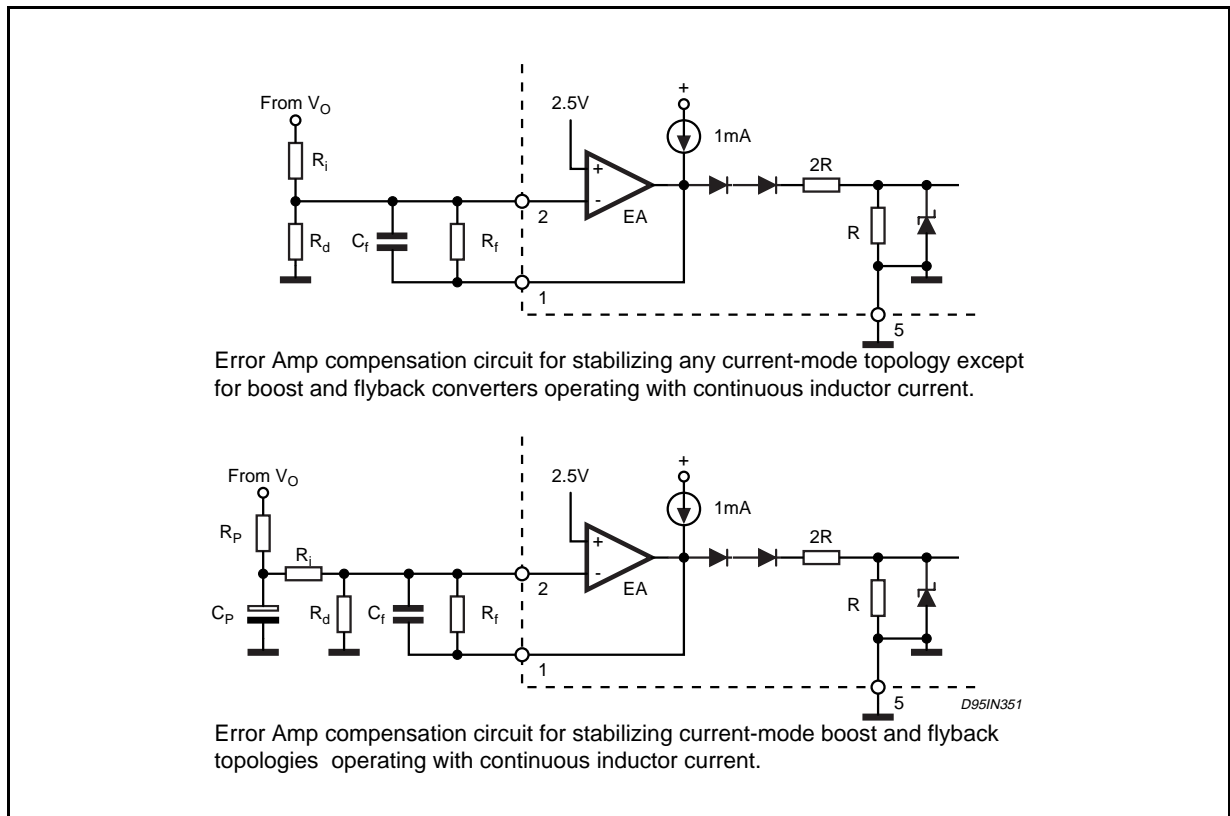 2.5V
+
1mA
From VO
Ri
Rd
Cf
Rf
2
+
-
EA
2R
R
1
5
Error Amp compensation circuit for stabilizing any current-mode topology except
for boost and flyback converters operating with continuous inductor current.
2.5V
+
1mA
From VO
RP
Ri
CP
Rd
Cf
Rf
2
+
-
EA
2R
R
1
5
D95IN351
Error Amp compensation circuit for stabilizing current-mode boost and flyback
topologies operating with continuous inductor current.